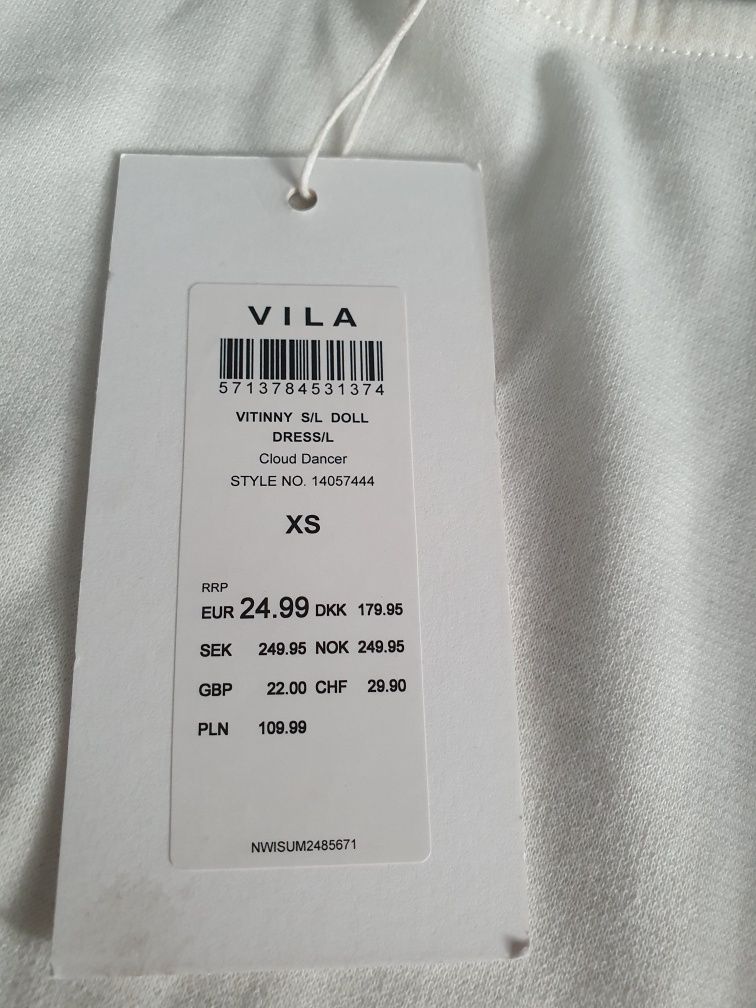 VILA
5713784531374
VITINNY S/L DOLL
DRESS/L
Cloud Dancer
STYLE NO. 14057444
XS
RRP
EUR 24.99 DKK 179.95
SEK 249.95 NOK 249.95
GBP 22.00 CHF 29.90
PLN 109.99
NWISUM2485671